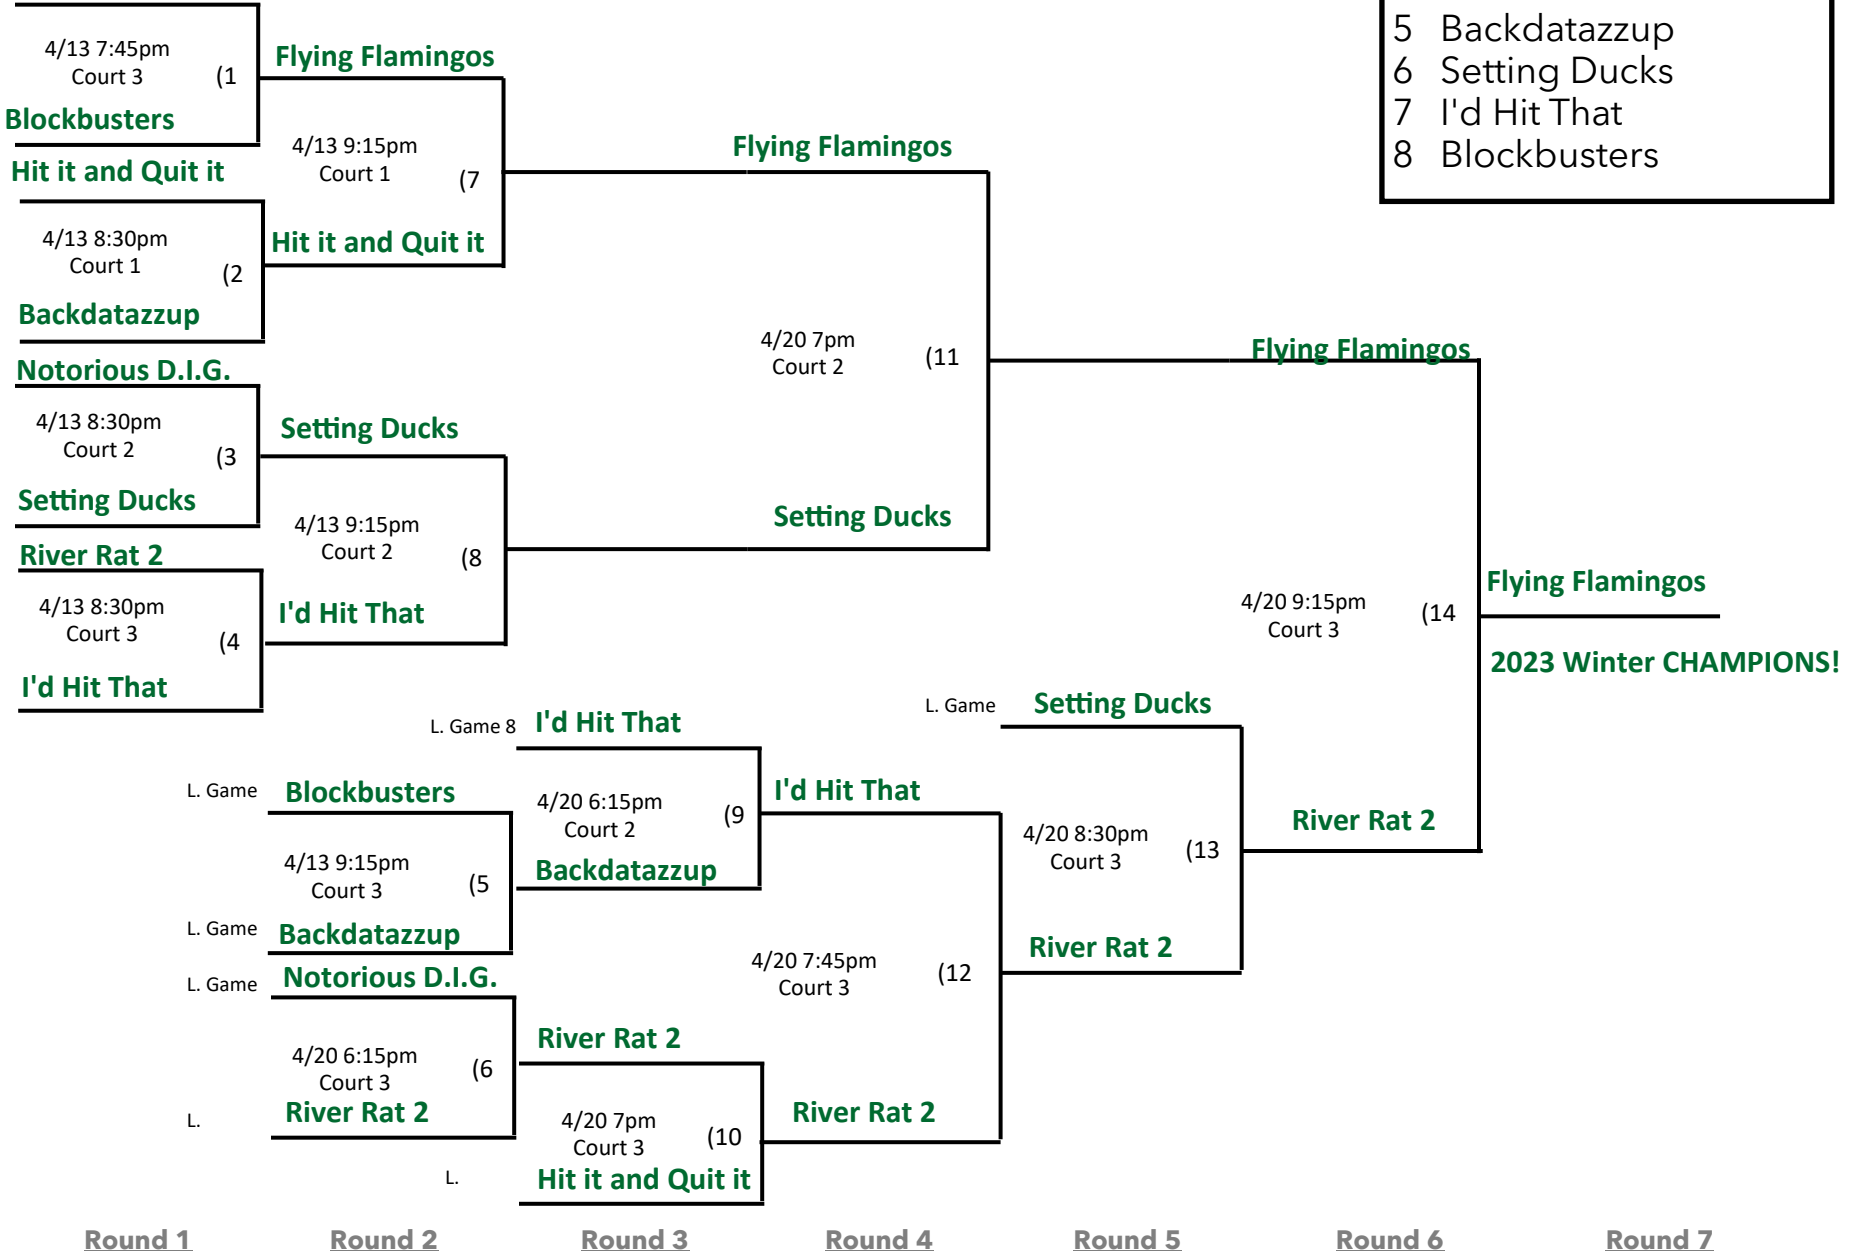 5 Backdatazzup
6 Setting Ducks
7 I'd Hit That
8 Blockbusters
4/13 7:45pm
Court 3
(1
Blockbusters
Flying Flamingos
Hit it and Quit it
4/13 8:30pm
Court 1
(2
Backdatazzup
4/13 9:15pm
Court 1
(7
Hit it and Quit it
Flying Flamingos
Notorious D.I.G.
4/13 8:30pm
Court 2
(3
Setting Ducks
Setting Ducks
River Rat 2
4/13 8:30pm
Court 3
(4
I'd Hit That
4/13 9:15pm
Court 2
(8
I'd Hit That
4/20 7pm
Court 2
(11
Setting Ducks
Flying Flamingos
4/20 9:15pm
Court 3
(14
Flying Flamingos
2023 Winter CHAMPIONS!
L. Game 8
I'd Hit That
L. Game
Setting Ducks
L. Game
Blockbusters
4/13 9:15pm
Court 3
(5
L. Game
Backdatazzup
4/20 6:15pm
Court 2
(9
Backdatazzup
I'd Hit That
4/20 8:30pm
Court 3
(13
River Rat 2
L. Game
Notorious D.I.G.
4/20 6:15pm
Court 3
(6
L.
River Rat 2
River Rat 2
4/20 7pm
Court 3
(10
L.
Hit it and Quit it
4/20 7:45pm
Court 3
(12
River Rat 2
River Rat 2
Round 1
Round 2
Round 3
Round 4
Round 5
Round 6
Round 7